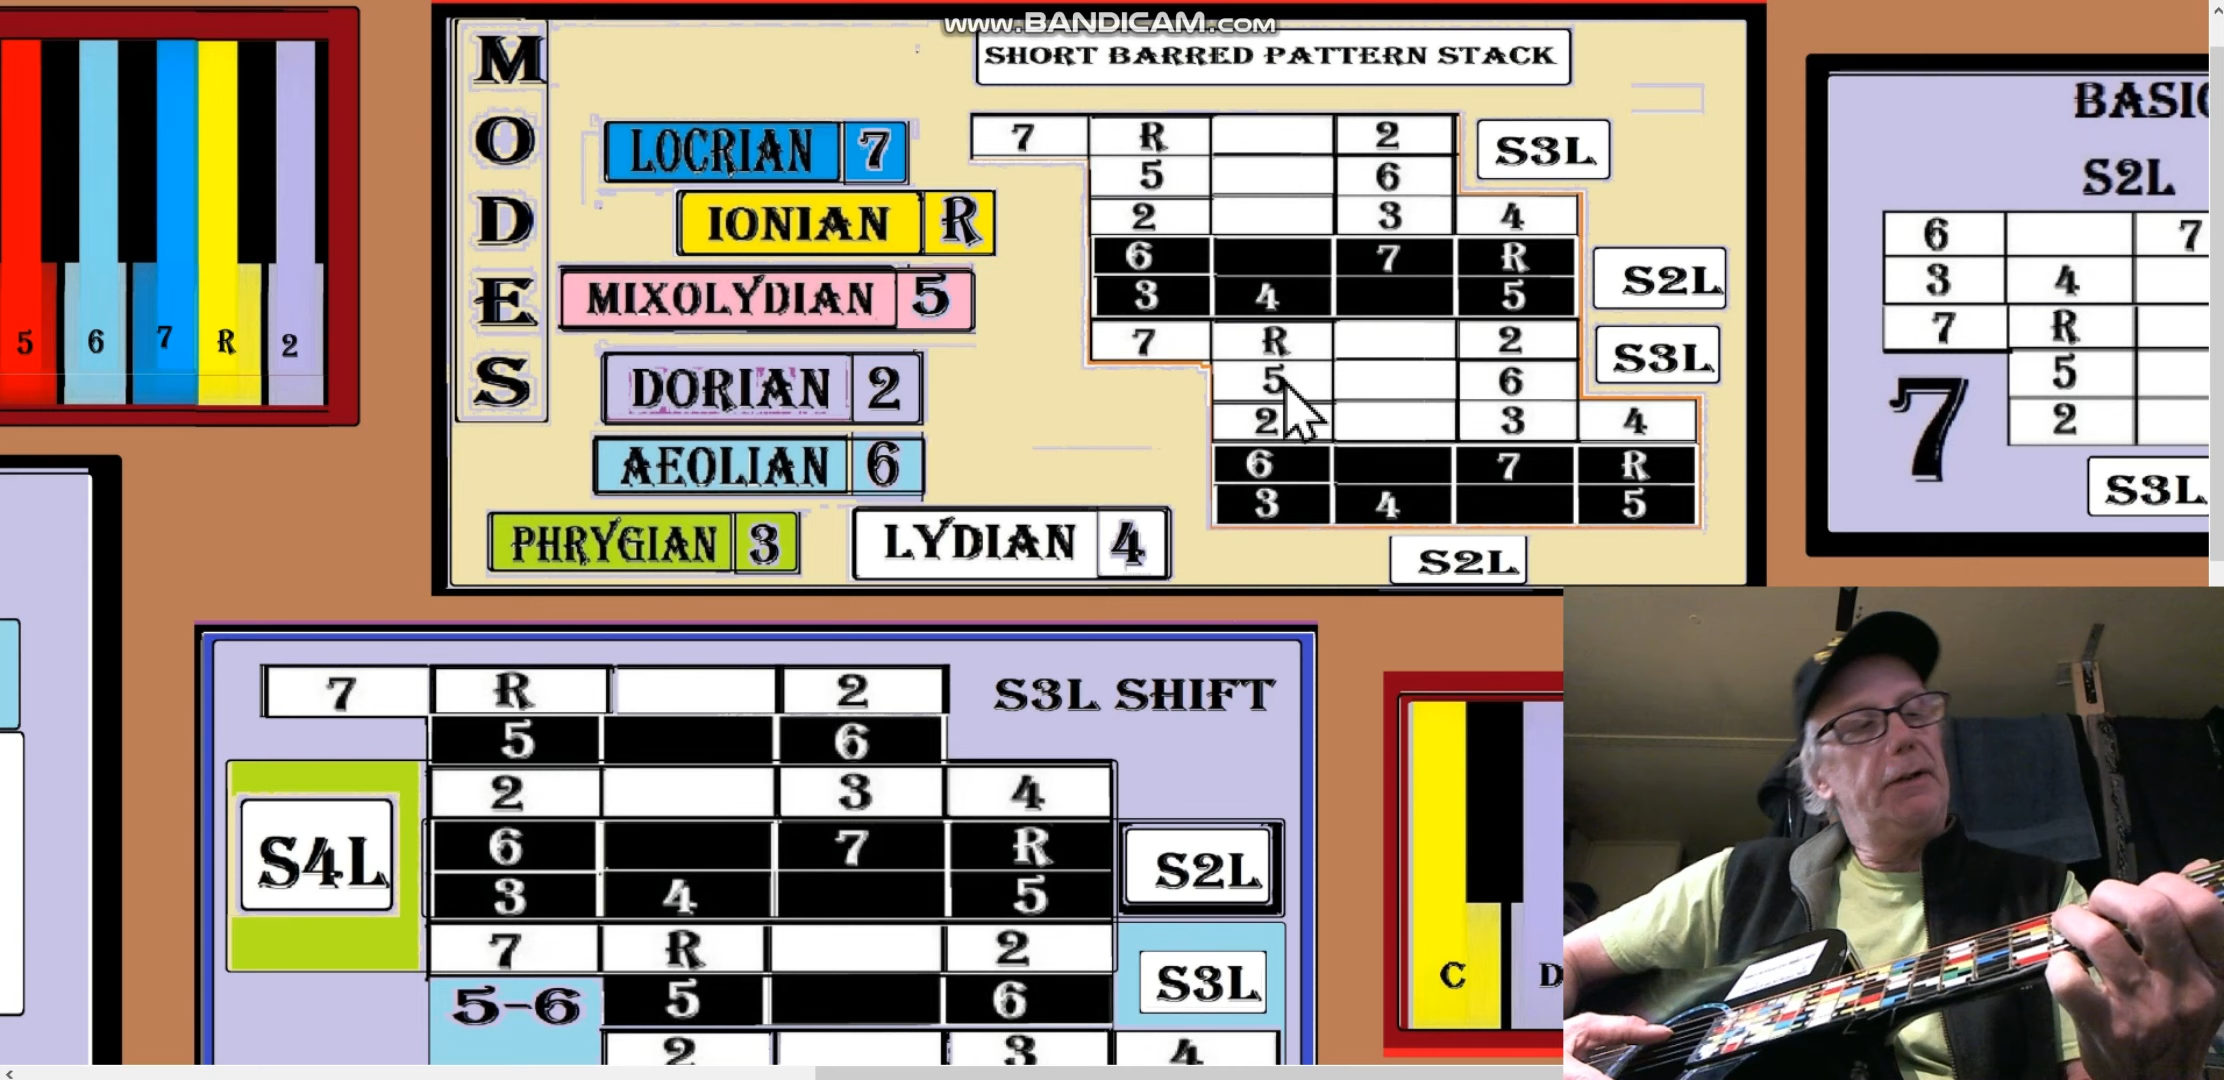 www.BANDICAM.com
5 6 7 R 2
MODES
SHORT BARRED PATTERN STACK
LOCRIAN 7
IONIAN R
MIXOLYDIAN 5
DORIAN 2
AEOLIAN 6
PHRYGIAN 3
LYDIAN 4
7 R 2
S3L
5 6
2 3 4
6 7 R
S2L
3 4 5
7 R 2
S3L
5 6
2 3 4
6 7 R
3 4 5
S2L
S2L
6 7
3 4
7 R
5
2
7
S3L
7 R 2
S3L SHIFT
5 6
2 3 4
S4L
6 7 R
S2L
3 4 5
7 R 2
S3L
5-6 5 6
2 3 4
C D